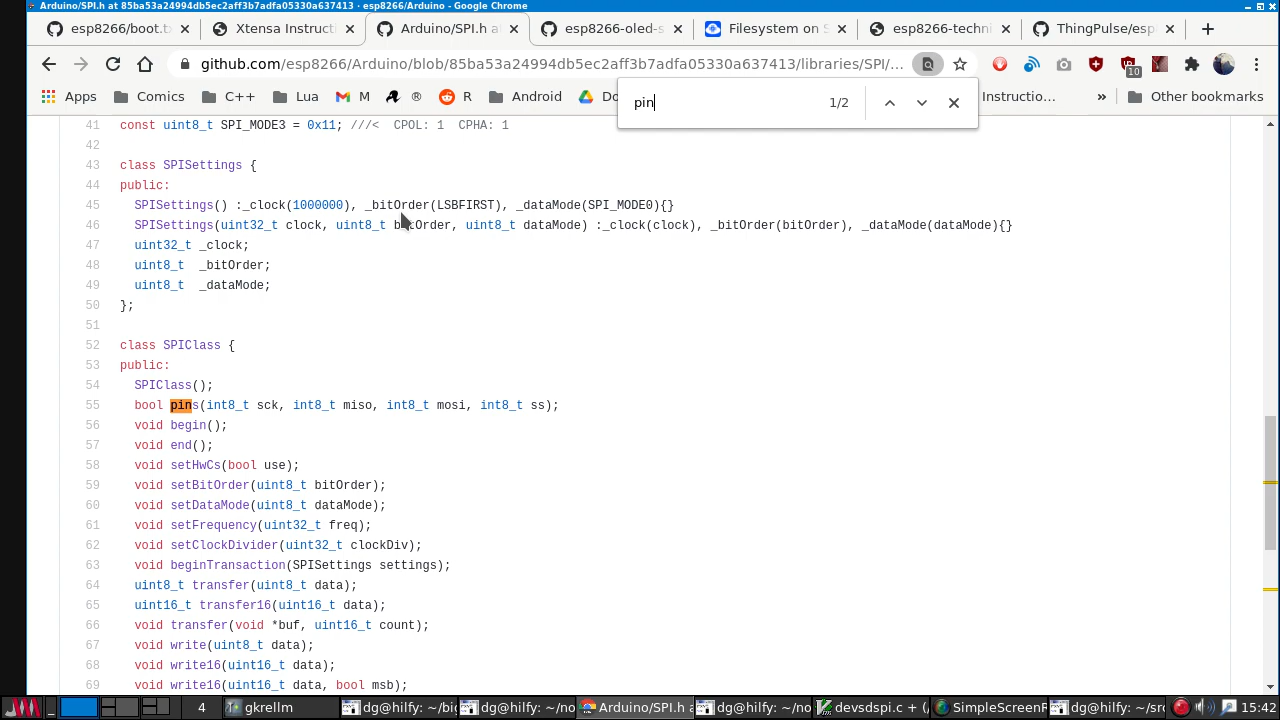 Arduino/SPI.h at 85ba53a24994db5ec2aff3b7adfa05330a637413 · esp8266/Arduino - Google Chrome
esp8266/boot.tx Xtensa Instructi Arduino/SPI.h a esp8266-oled-s Filesystem on S esp8266-techni ThingPulse/esp
github.com/esp8266/Arduino/blob/85ba53a24994db5ec2aff3b7adfa05330a637413/libraries/SPI/... 10
Apps Comics C++ Lua M ® R Android Do Instructio... » Other bookmarks
pin 1/2
41 const uint8_t SPI_MODE3 = 0x11; ///< CPOL: 1 CPHA: 1
42
43 class SPISettings {
44 public:
45 SPISettings() :_clock(1000000), _bitOrder(LSBFIRST), _dataMode(SPI_MODE0){}
46 SPISettings(uint32_t clock, uint8_t bitOrder, uint8_t dataMode) :_clock(clock), _bitOrder(bitOrder), _dataMode(dataMode){}
47 uint32_t _clock;
48 uint8_t _bitOrder;
49 uint8_t _dataMode;
50 };
51
52 class SPIClass {
53 public:
54 SPIClass();
55 bool pins(int8_t sck, int8_t miso, int8_t mosi, int8_t ss);
56 void begin();
57 void end();
58 void setHwCs(bool use);
59 void setBitOrder(uint8_t bitOrder);
60 void setDataMode(uint8_t dataMode);
61 void setFrequency(uint32_t freq);
62 void setClockDivider(uint32_t clockDiv);
63 void beginTransaction(SPISettings settings);
64 uint8_t transfer(uint8_t data);
65 uint16_t transfer16(uint16_t data);
66 void transfer(void *buf, uint16_t count);
67 void write(uint8_t data);
68 void write16(uint16_t data);
69 void write16(uint16_t data, bool msb);
4 gkrellm dg@hilfy: ~/big dg@hilfy: ~/no Arduino/SPI.h a dg@hilfy: ~/no devsdspi.c + ( SimpleScreenR dg@hilfy: ~/src 15:42